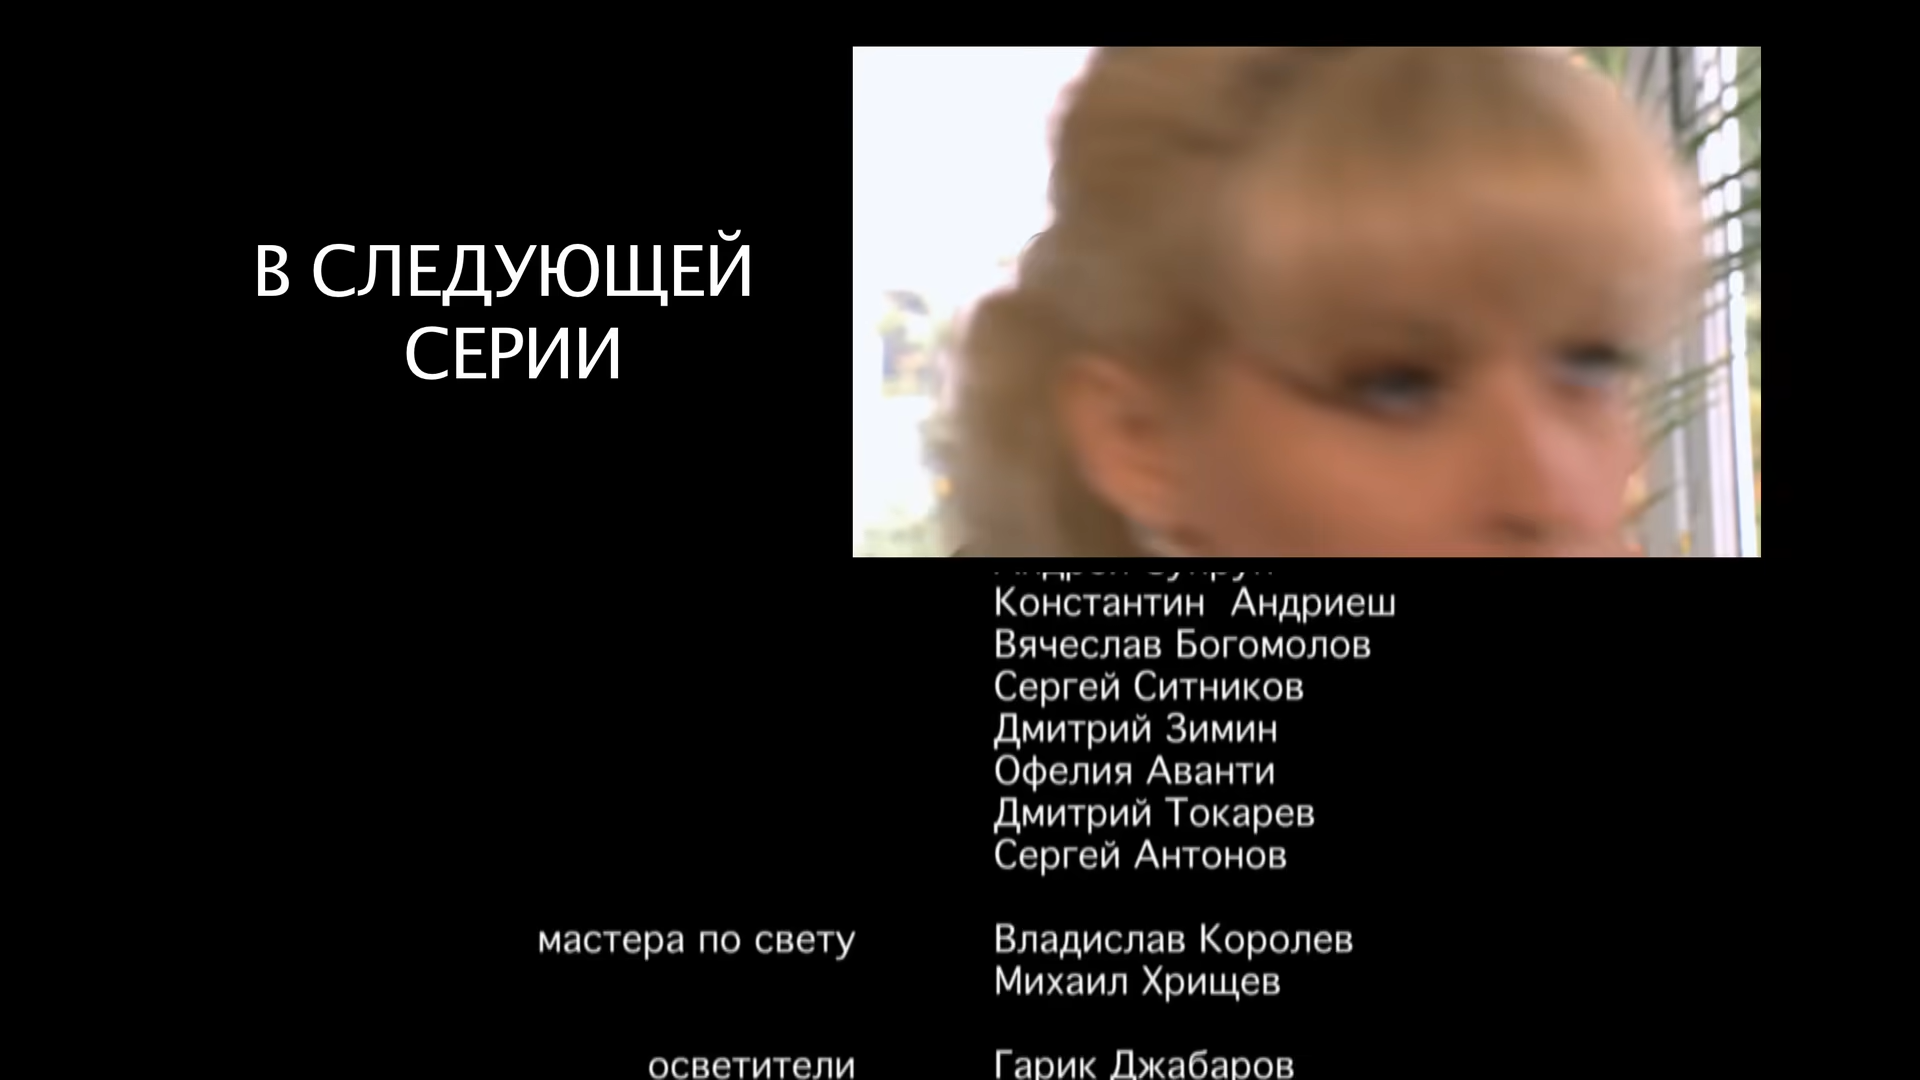 В СЛЕДУЮЩЕЙ
СЕРИИ
Константин Андриеш
Вячеслав Богомолов
Сергей Ситников
Дмитрий Зимин
Офелия Аванти
Дмитрий Токарев
Сергей Антонов
мастера по свету Владислав Королев
Михаил Хрищев
осветители Гарик Джабаров